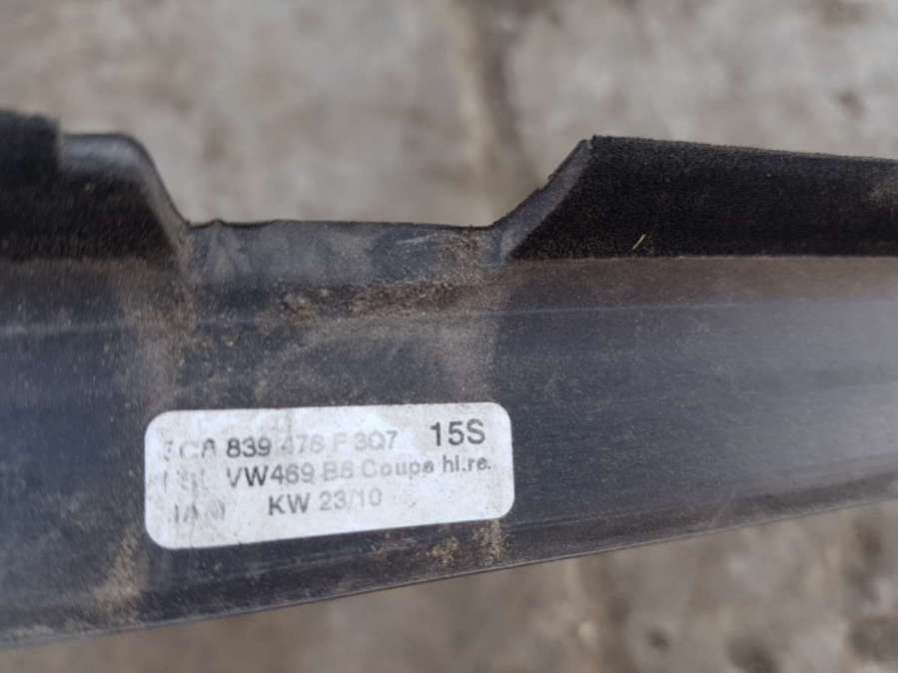 839 476 F 3Q7 15S
VW469 B6 Coupe hi.re.
KW 23/10